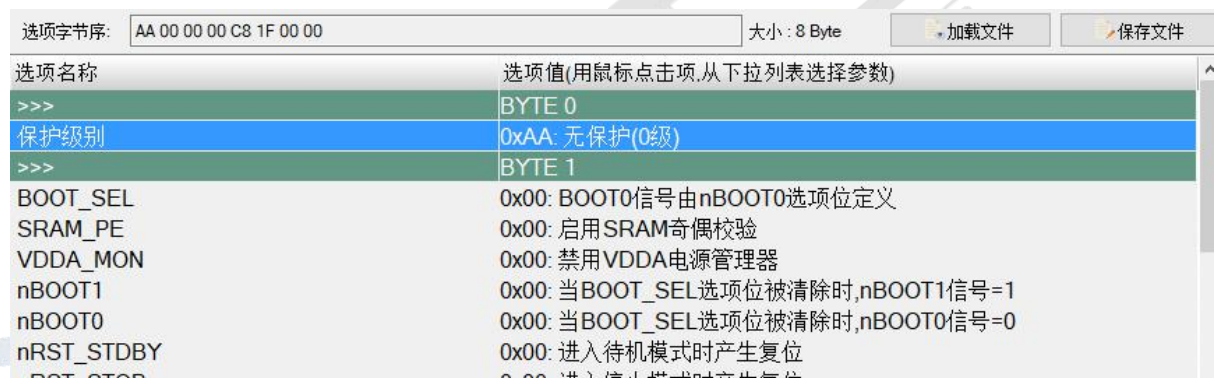 选项字节序: AA 00 00 00 C8 1F 00 00 大小 : 8 Byte 加载文件 保存文件
选项名称 选项值(用鼠标点击项,从下拉列表选择参数)
>>> BYTE 0
保护级别 0xAA: 无保护(0级)
>>> BYTE 1
BOOT_SEL 0x00: BOOT0信号由nBOOT0选项位定义
SRAM_PE 0x00: 启用SRAM奇偶校验
VDDA_MON 0x00: 禁用VDDA电源管理器
nBOOT1 0x00: 当BOOT_SEL选项位被清除时,nBOOT1信号=1
nBOOT0 0x00: 当BOOT_SEL选项位被清除时,nBOOT0信号=0
nRST_STDBY 0x00: 进入待机模式时产生复位